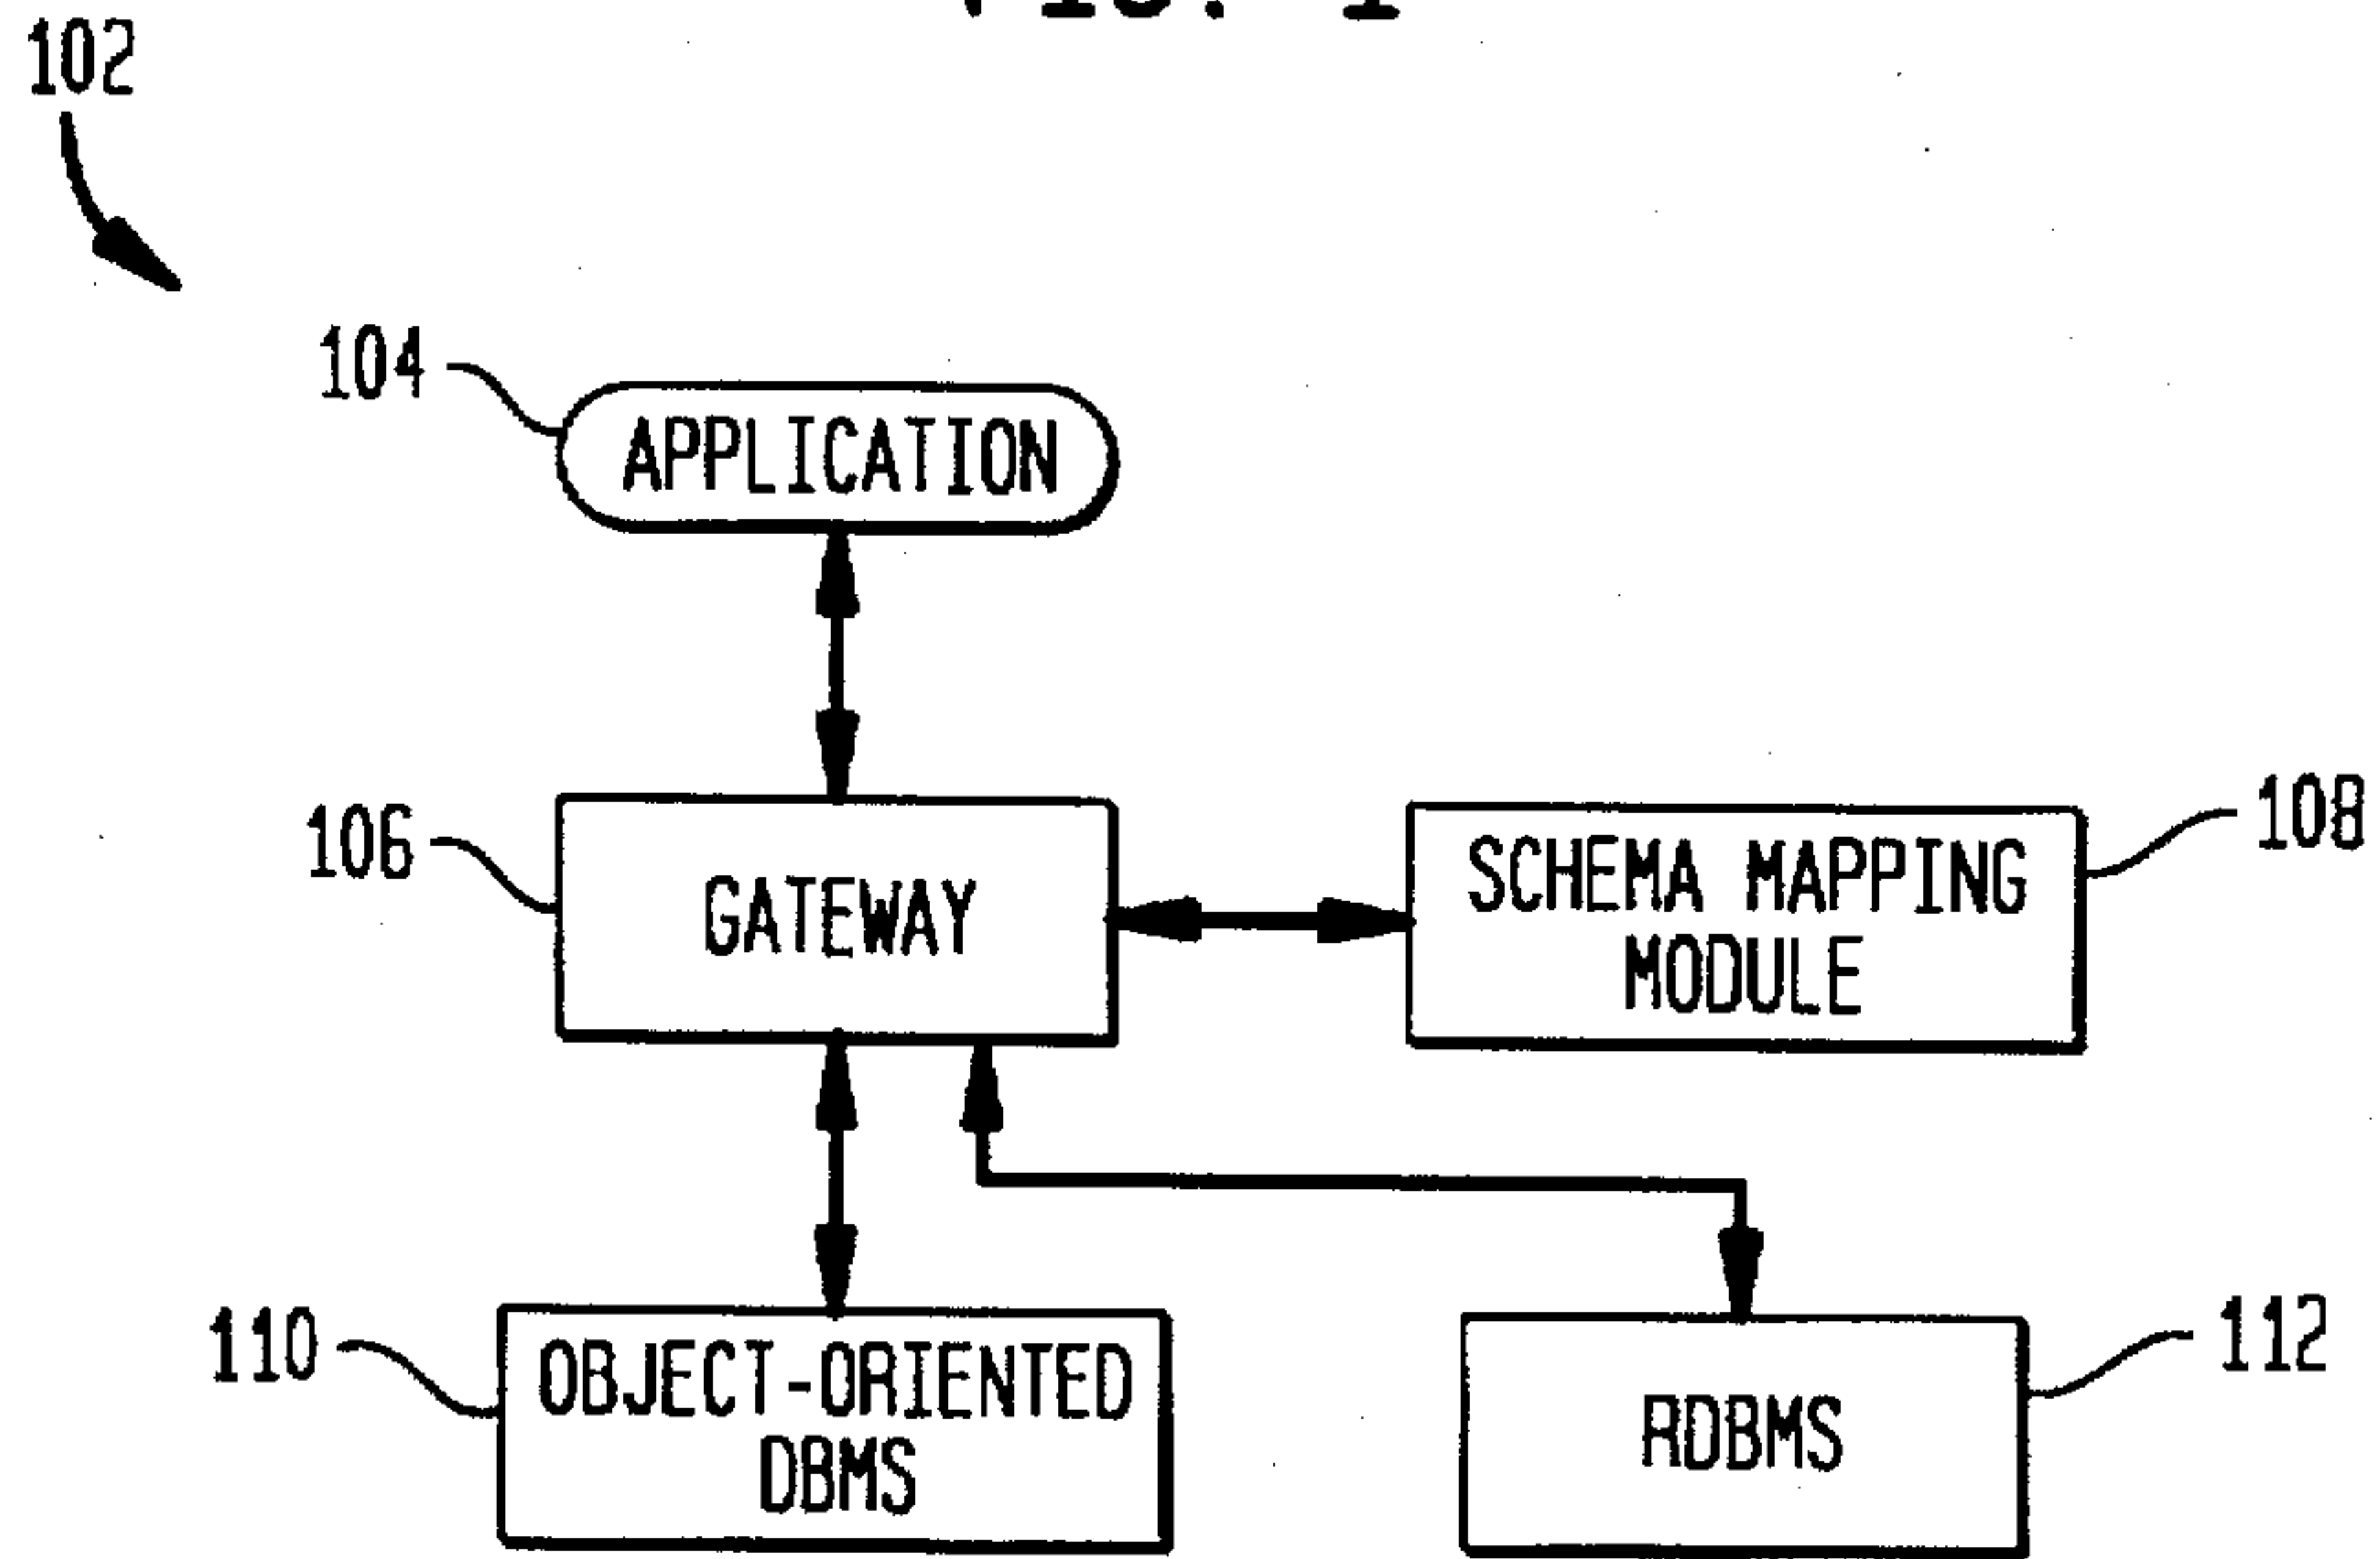 102
104
APPLICATION
106
GATEWAY
108
SCHEMA MAPPING
MODULE
110
OBJECT-ORIENTED
DBMS
112
RDBMS